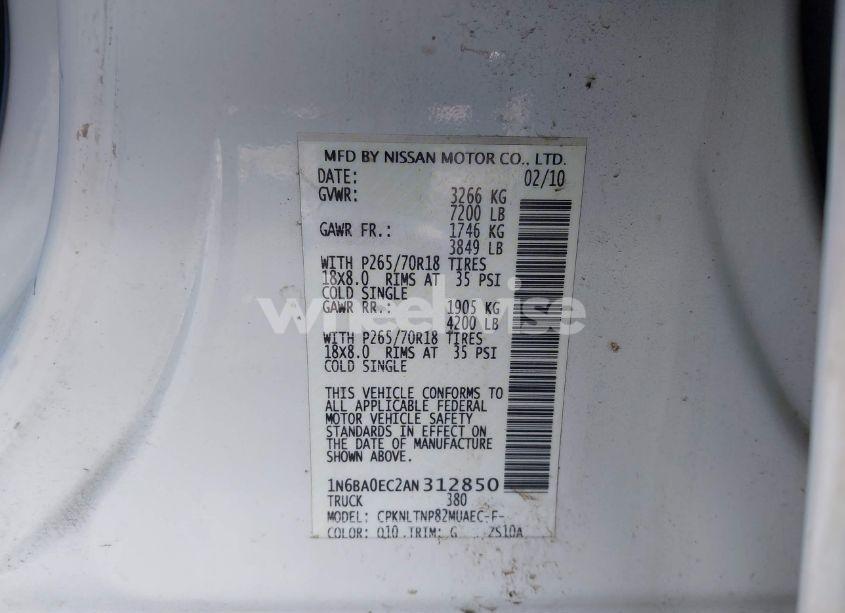 MFD BY NISSAN MOTOR CO., LTD.
DATE: 02/10
GVWR: 3266 KG
7200 LB
GAWR FR.: 1746 KG
3849 LB
WITH P265/70R18 TIRES
18X8.0 RIMS AT 35 PSI
COLD SINGLE
GAWR RR.: 1905 KG
4200 LB
wheelwise
WITH P265/70R18 TIRES
18X8.0 RIMS AT 35 PSI
COLD SINGLE
THIS VEHICLE CONFORMS TO
ALL APPLICABLE FEDERAL
MOTOR VEHICLE SAFETY
STANDARDS IN EFFECT ON
THE DATE OF MANUFACTURE
SHOWN ABOVE.
1N6BA0EC2AN312850
TRUCK 380
MODEL: CPKNLTNP82MUAEC-F-
COLOR: Q10 TRIM: G ZS10A